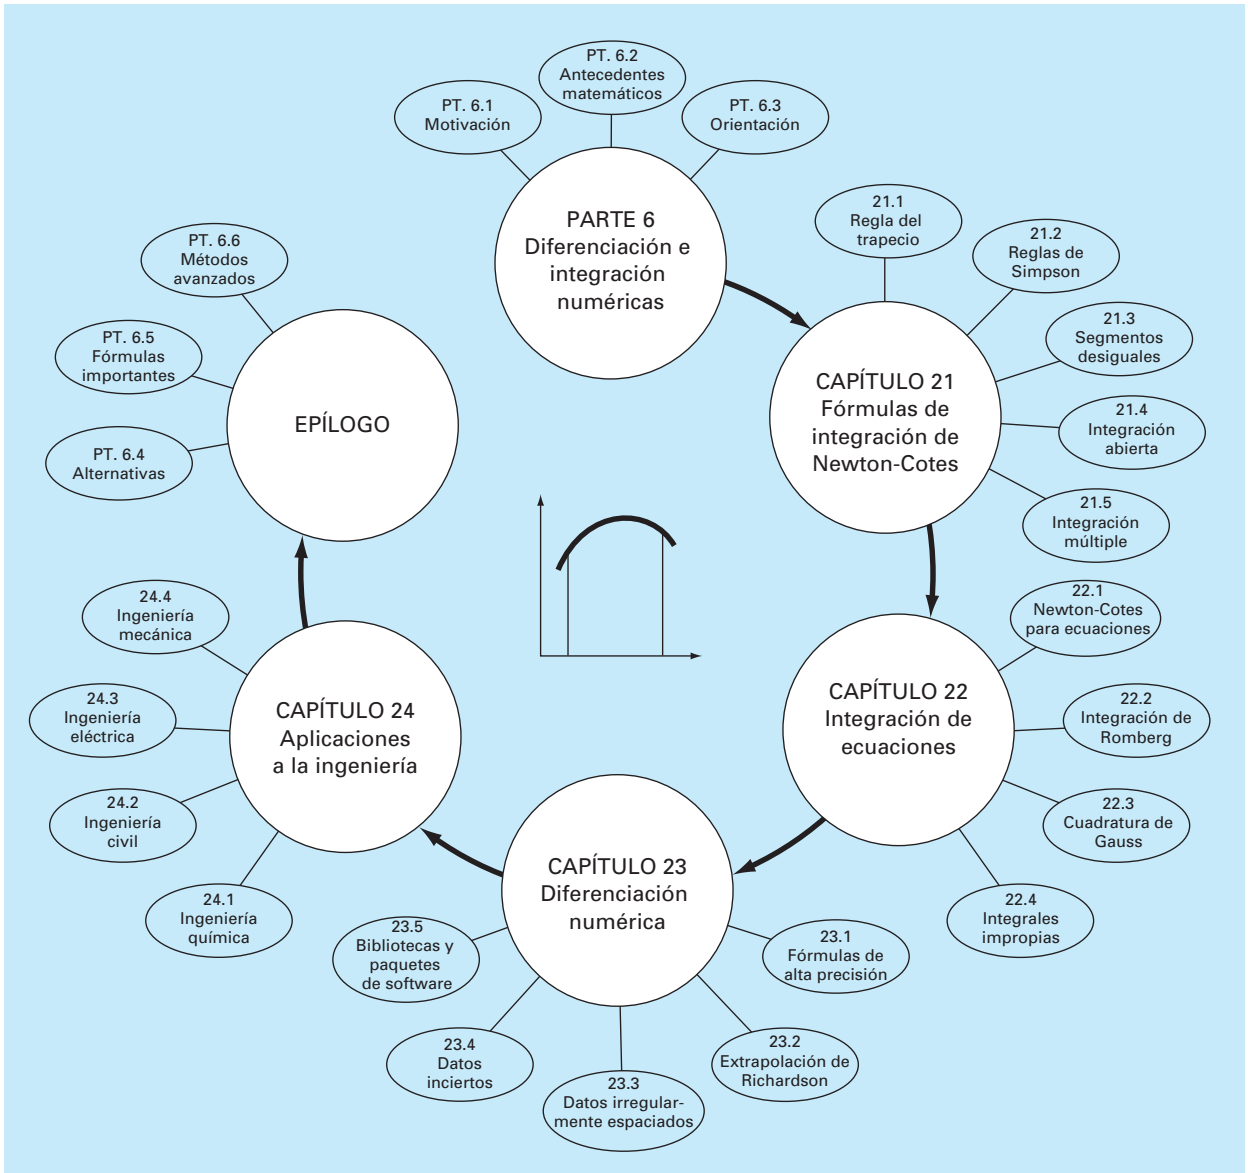 PT. 6.1
Motivación
PT. 6.2
Antecedentes
matemáticos
PT. 6.3
Orientación
PARTE 6
Diferenciación e
integración
numéricas
21.1
Regla del
trapecio
21.2
Reglas de
Simpson
21.3
Segmentos
desiguales
21.4
Integración
abierta
21.5
Integración
múltiple
CAPÍTULO 21
Fórmulas de
integración de
Newton-Cotes
22.1
Newton-Cotes
para ecuaciones
22.2
Integración de
Romberg
22.3
Cuadratura de
Gauss
22.4
Integrales
impropias
CAPÍTULO 22
Integración de
ecuaciones
CAPÍTULO 23
Diferenciación
numérica
23.1
Fórmulas de
alta precisión
23.2
Extrapolación de
Richardson
23.3
Datos irregular-
mente espaciados
23.4
Datos
inciertos
23.5
Bibliotecas y
paquetes
de software
CAPÍTULO 24
Aplicaciones
a la ingeniería
24.1
Ingeniería
química
24.2
Ingeniería
civil
24.3
Ingeniería
eléctrica
24.4
Ingeniería
mecánica
EPÍLOGO
PT. 6.4
Alternativas
PT. 6.5
Fórmulas
importantes
PT. 6.6
Métodos
avanzados